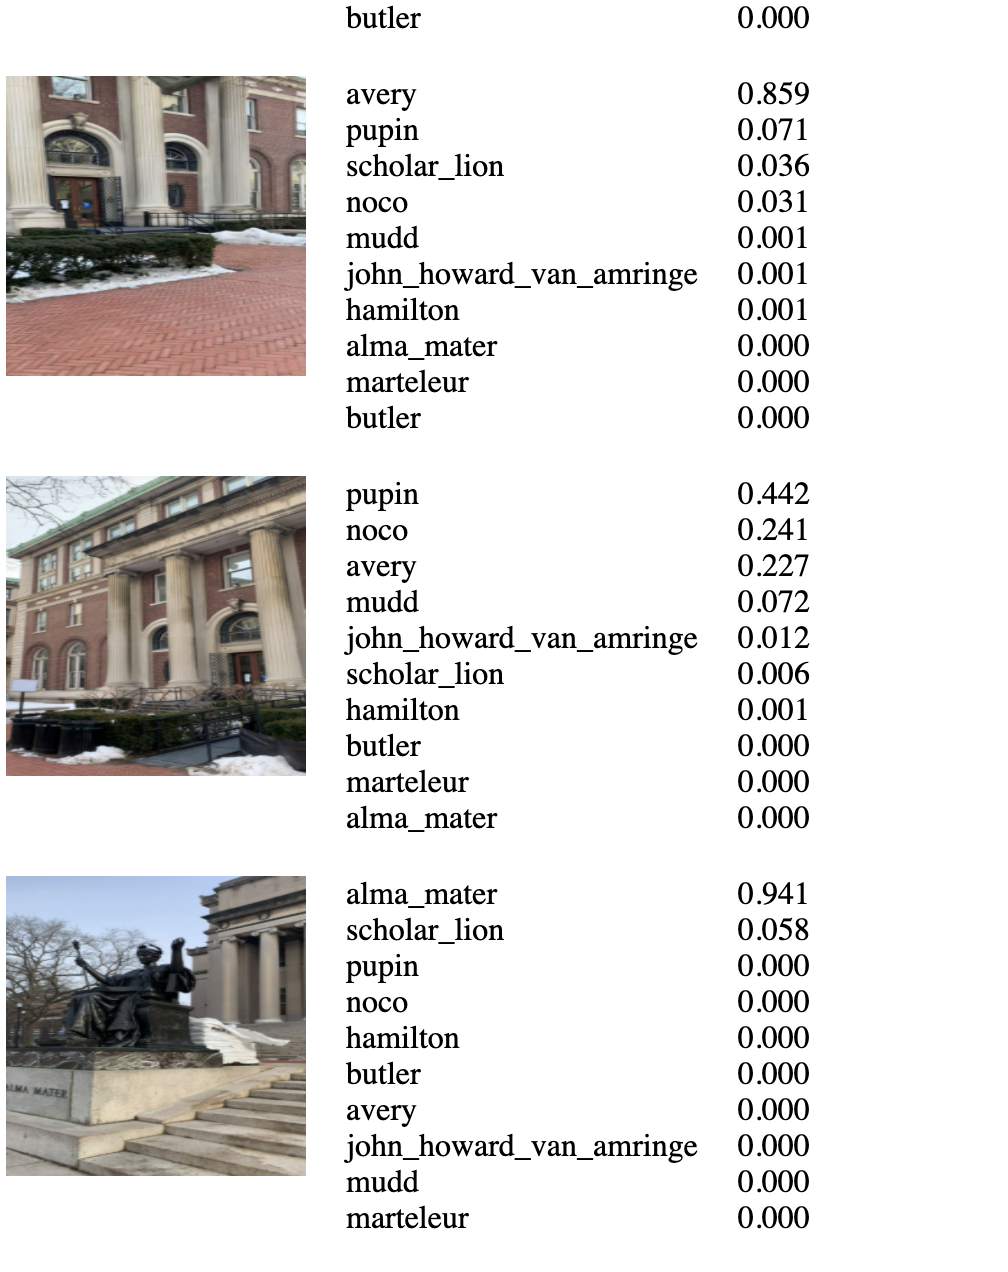 butler 0.000
avery 0.859
pupin 0.071
scholar_lion 0.036
noco 0.031
mudd 0.001
john_howard_van_amringe 0.001
hamilton 0.001
alma_mater 0.000
marteleur 0.000
butler 0.000
pupin 0.442
noco 0.241
avery 0.227
mudd 0.072
john_howard_van_amringe 0.012
scholar_lion 0.006
hamilton 0.001
butler 0.000
marteleur 0.000
alma_mater 0.000
alma_mater 0.941
scholar_lion 0.058
pupin 0.000
noco 0.000
hamilton 0.000
butler 0.000
avery 0.000
john_howard_van_amringe 0.000
mudd 0.000
marteleur 0.000
ALMA MATER